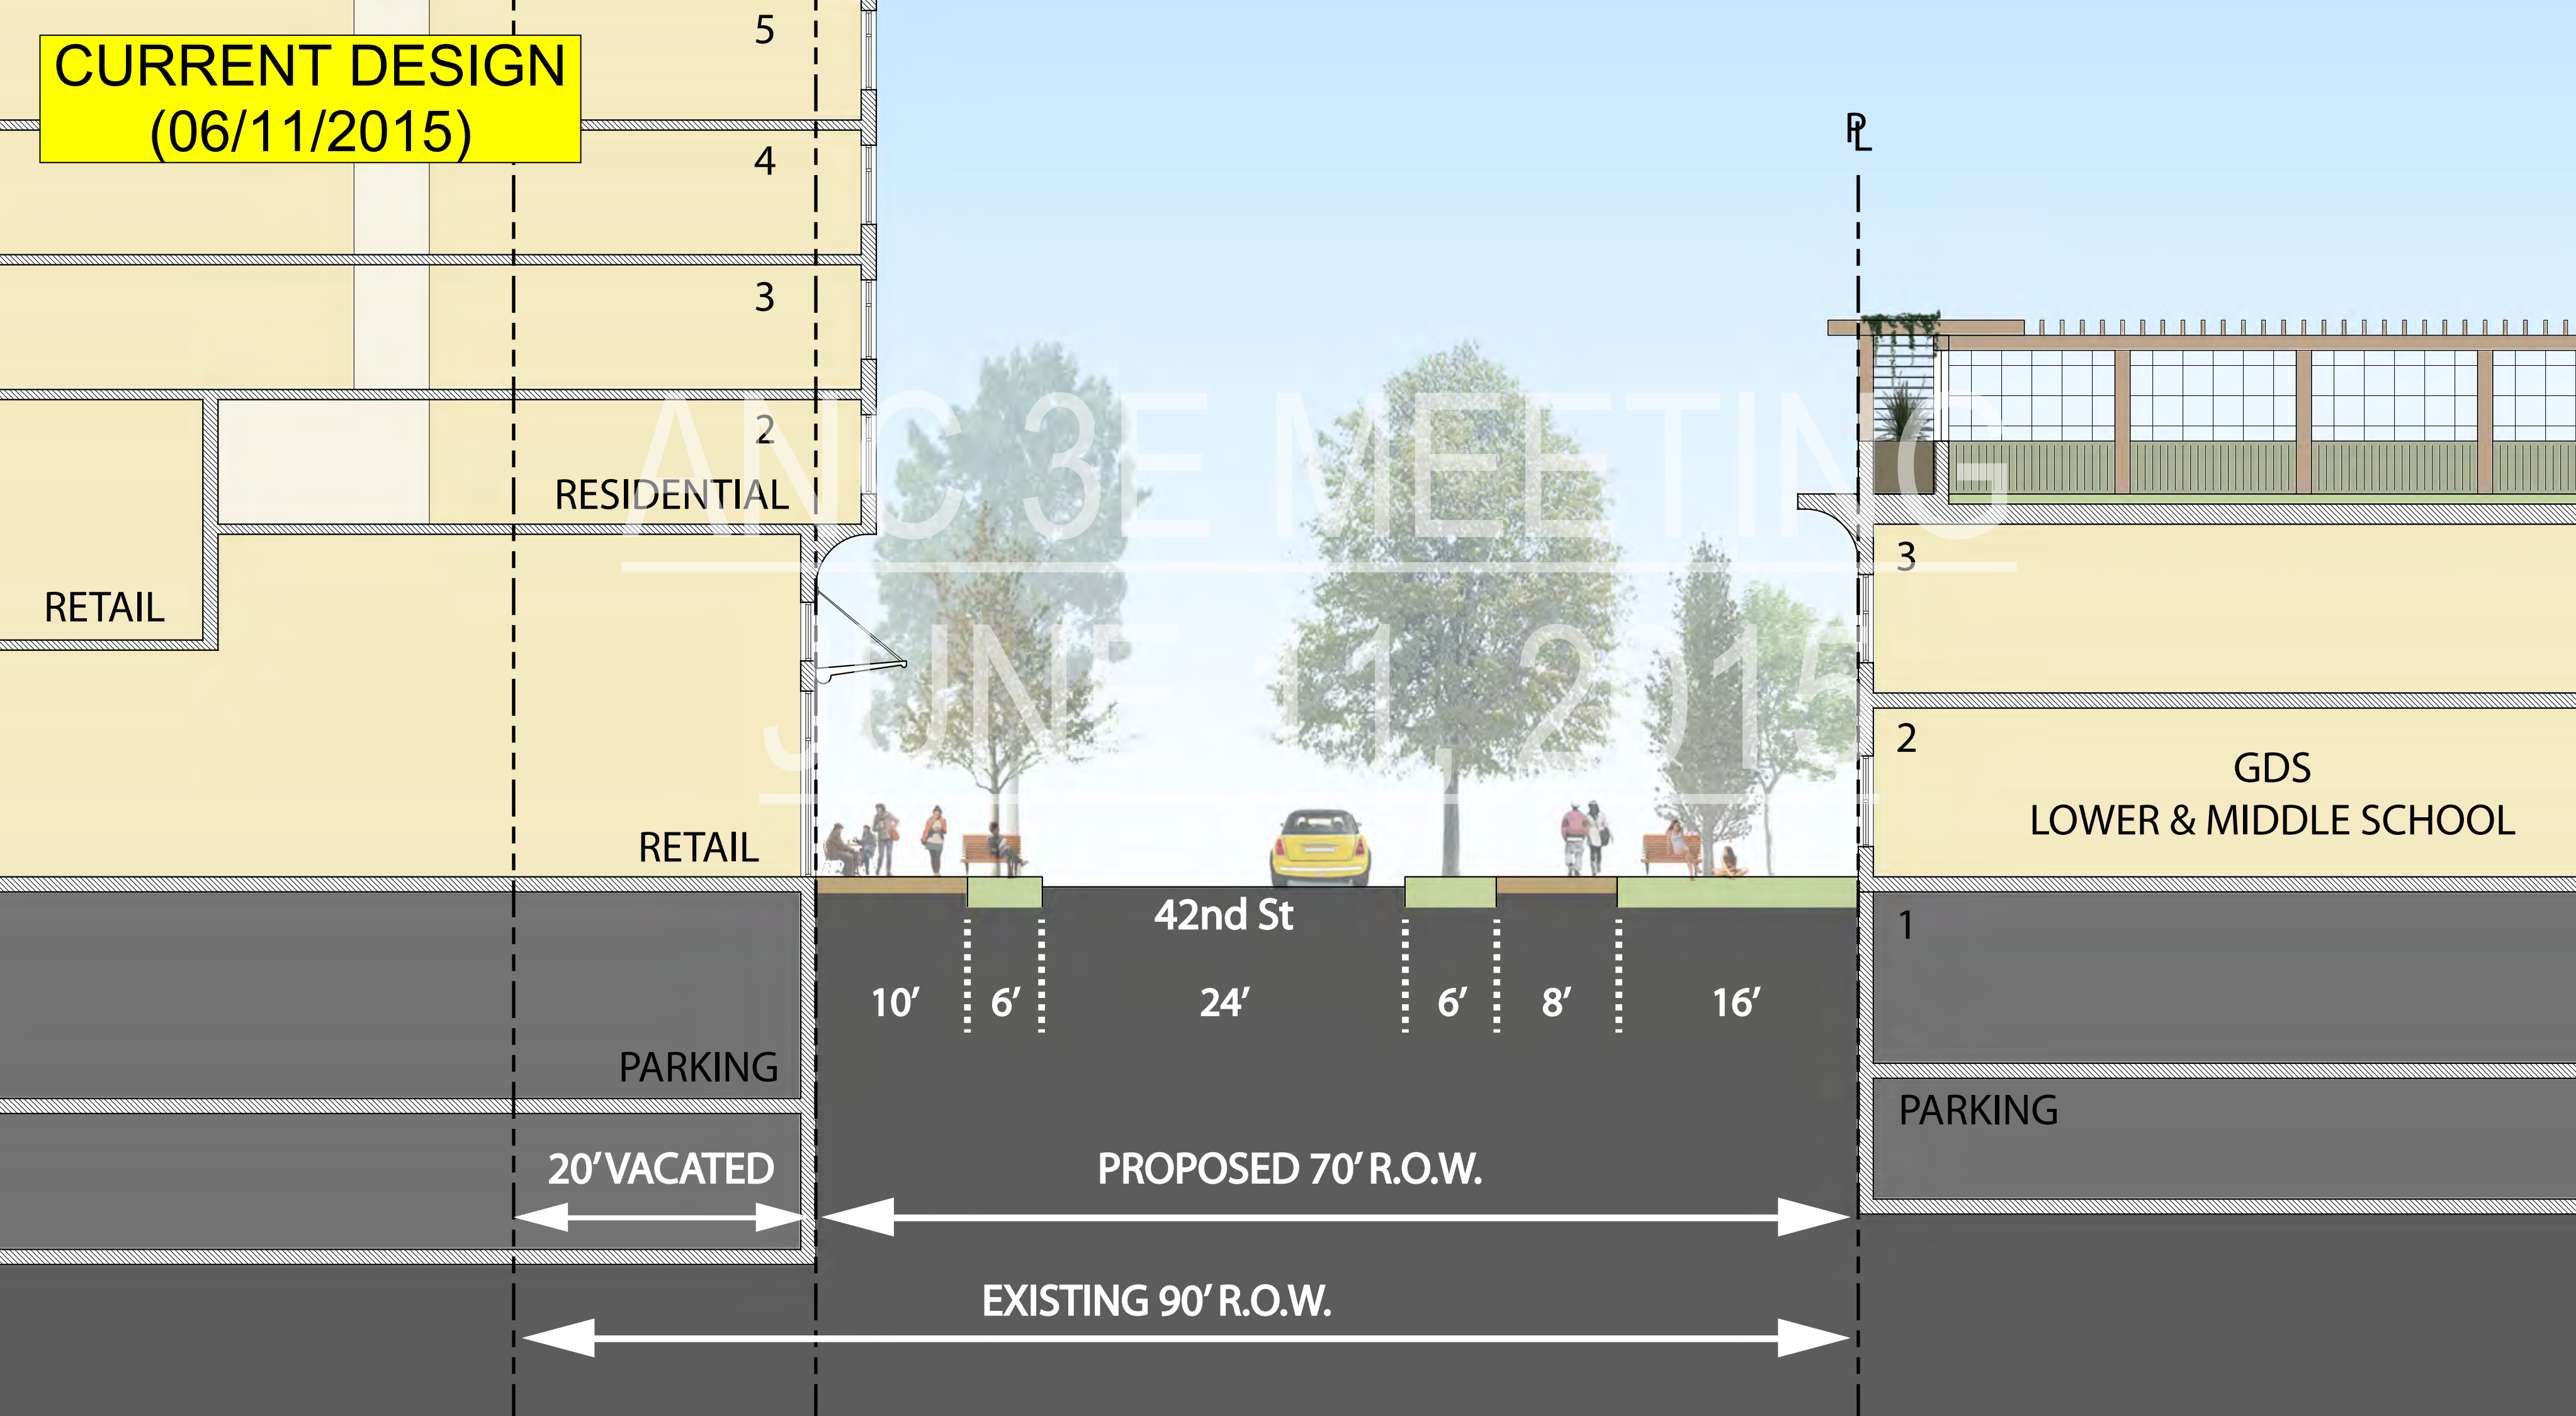 CURRENT DESIGN
(06/11/2015)
5
4
3
2
RESIDENTIAL
RETAIL
RETAIL
PARKING
20’ VACATED
ANC 3E MEETING
JUNE 11, 2015
42nd St
10’ 6’ 24’ 6’ 8’ 16’
PROPOSED 70’ R.O.W.
EXISTING 90’ R.O.W.
PL
3
2
GDS
LOWER & MIDDLE SCHOOL
1
PARKING